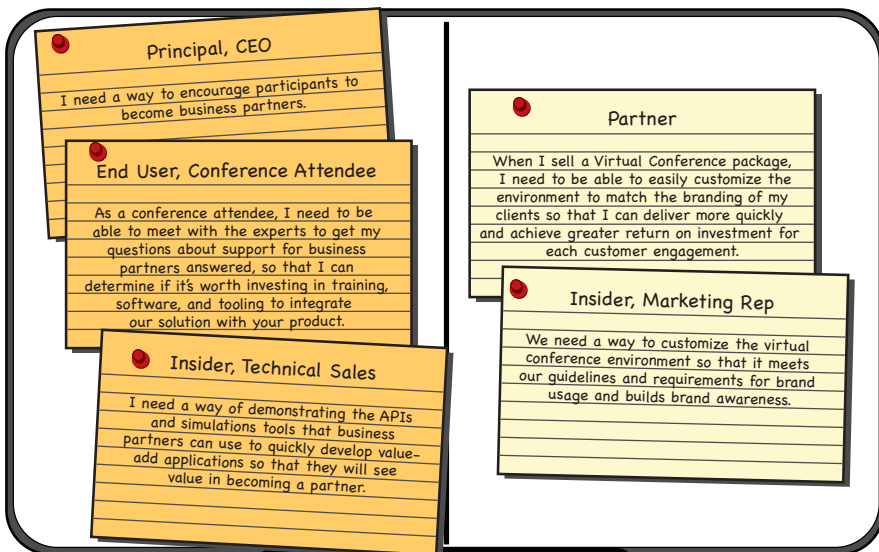 Principal, CEO
I need a way to encourage participants to
become business partners.
End User, Conference Attendee
As a conference attendee, I need to be
able to meet with the experts to get my
questions about support for business
partners answered, so that I can
determine if it's worth investing in training,
software, and tooling to integrate
our solution with your product.
Insider, Technical Sales
I need a way of demonstrating the APIs
and simulations tools that business
partners can use to quickly develop value-
add applications so that they will see
value in becoming a partner.
Partner
When I sell a Virtual Conference package,
I need to be able to easily customize the
environment to match the branding of my
clients so that I can deliver more quickly
and achieve greater return on investment for
each customer engagement.
Insider, Marketing Rep
We need a way to customize the virtual
conference environment so that it meets
our guidelines and requirements for brand
usage and builds brand awareness.